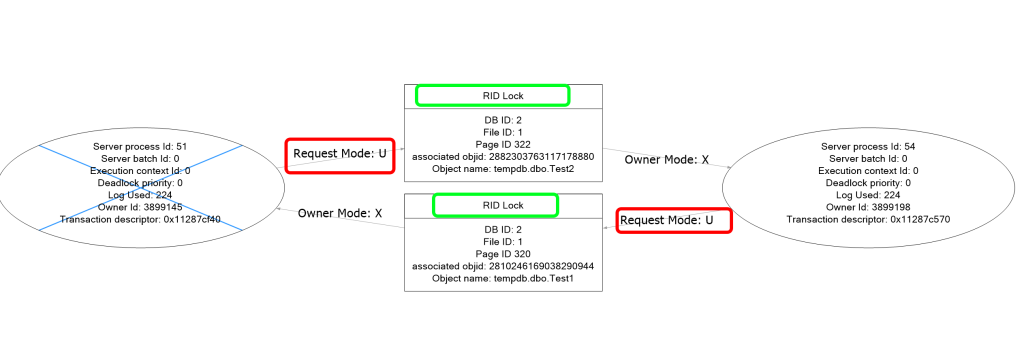 Server process Id: 51
Server batch Id: 0
Execution context Id: 0
Deadlock priority: 0
Log Used: 224
Owner Id: 3899145
Transaction descriptor: 0x11287cf40
Request Mode: U
Owner Mode: X
RID Lock
DB ID: 2
File ID: 1
Page ID 322
associated objid: 2882303763117178880
Object name: tempdb.dbo.Test2
RID Lock
DB ID: 2
File ID: 1
Page ID 320
associated objid: 2810246169038290944
Object name: tempdb.dbo.Test1
Owner Mode: X
Request Mode: U
Server process Id: 54
Server batch Id: 0
Execution context Id: 0
Deadlock priority: 0
Log Used: 224
Owner Id: 3899198
Transaction descriptor: 0x11287c570